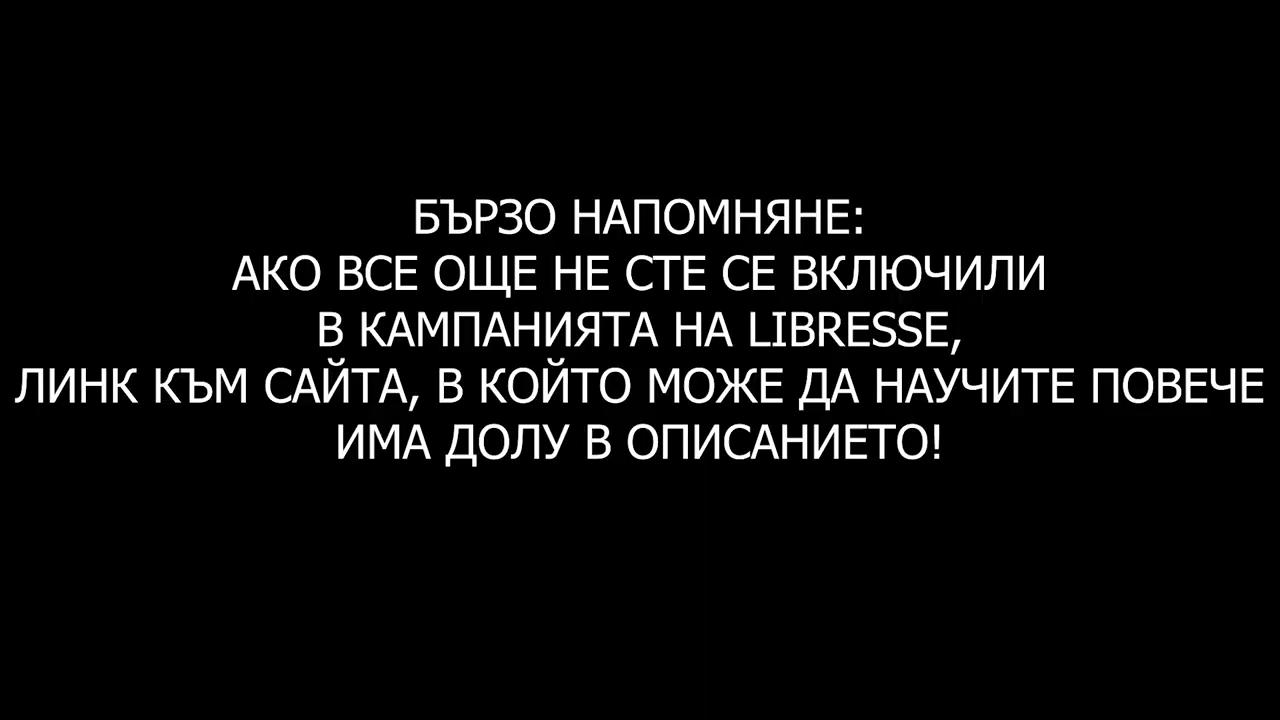 БЪРЗО НАПОМНЯНЕ:
АКО ВСЕ ОЩЕ НЕ СТЕ СЕ ВКЛЮЧИЛИ
В КАМПАНИЯТА НА LIBRESSE,
ЛИНК КЪМ САЙТА, В КОЙТО МОЖЕ ДА НАУЧИТЕ ПОВЕЧЕ
ИМА ДОЛУ В ОПИСАНИЕТО!